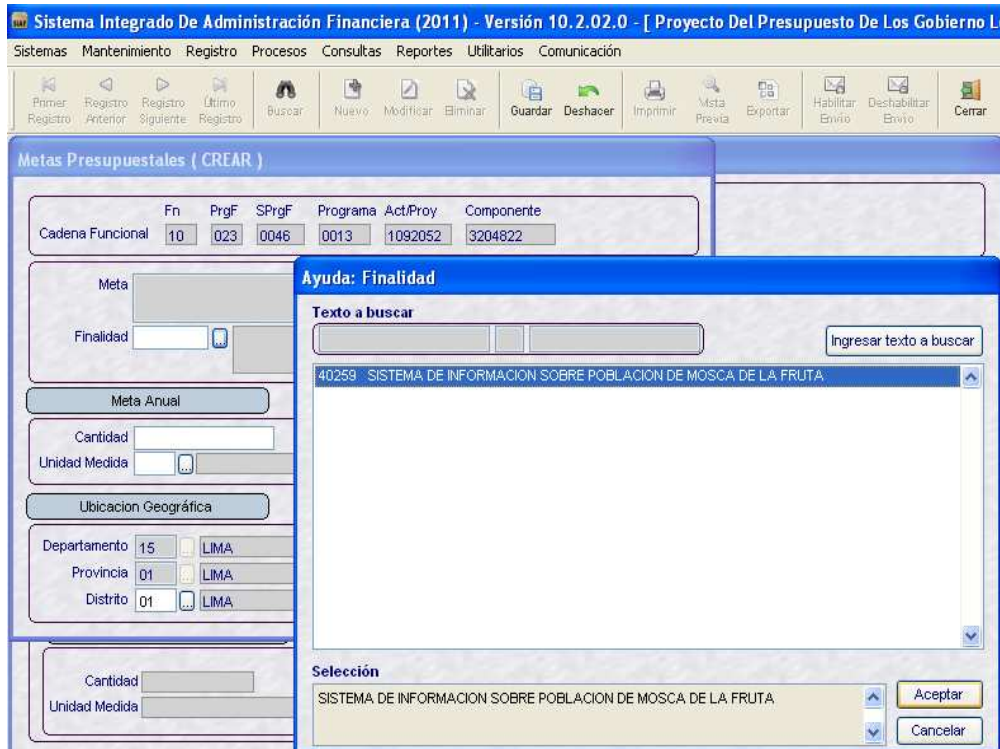 Sistema Integrado De Administración Financiera (2011) - Versión 10.2.02.0 - [ Proyecto Del Presupuesto De Los Gobierno
Sistemas Mantenimiento Registro Procesos Consultas Reportes Utilitarios Comunicación
Primer Registro Registro Anterior Registro Siguiente Último Registro Buscar Nuevo Modificar Eliminar Guardar Deshacer Imprimir Vista Previa Exportar Habilitar Envio Deshabilitar Envio Cerrar
Metas Presupuestales ( CREAR )
Fn PrgF SPrgF Programa Act/Proy Componente
Cadena Funcional 10 023 0046 0013 1092052 3204822
Meta
Finalidad ...
Meta Anual
Cantidad
Unidad Medida ...
Ubicacion Geográfica
Departamento 15 LIMA
Provincia 01 LIMA
Distrito 01 ... LIMA
Cantidad
Unidad Medida
Ayuda: Finalidad
Texto a buscar
Ingresar texto a buscar
40259 SISTEMA DE INFORMACION SOBRE POBLACION DE MOSCA DE LA FRUTA
Selección
SISTEMA DE INFORMACION SOBRE POBLACION DE MOSCA DE LA FRUTA
Aceptar
Cancelar